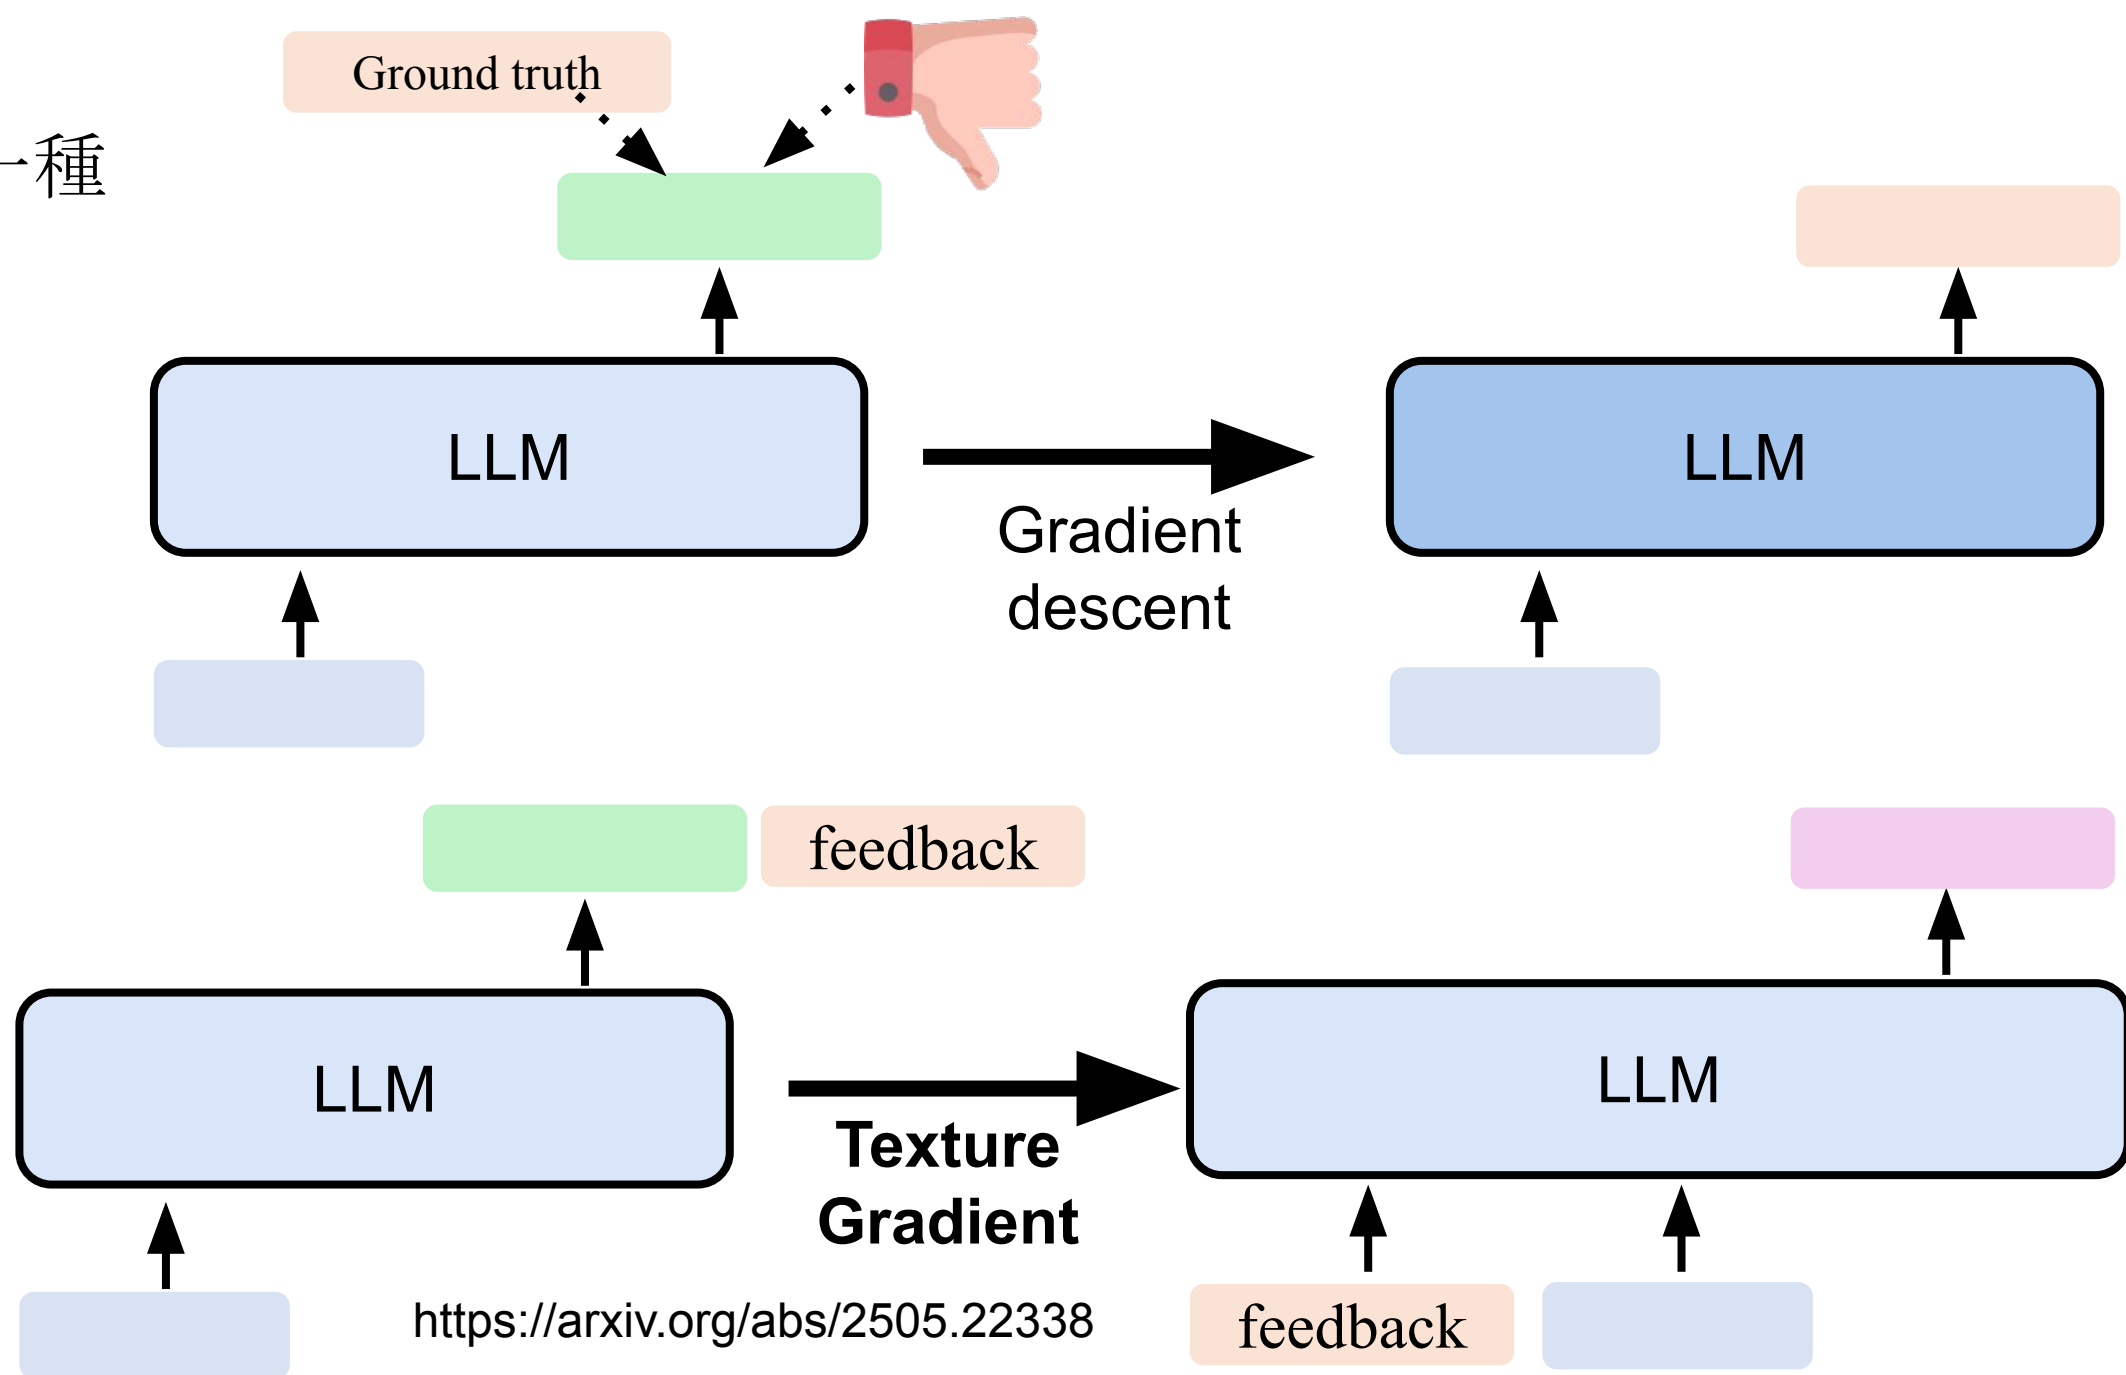 Ground truth
一種
LLM
Gradient
descent
LLM
feedback
LLM
Texture
Gradient
LLM
https://arxiv.org/abs/2505.22338
feedback